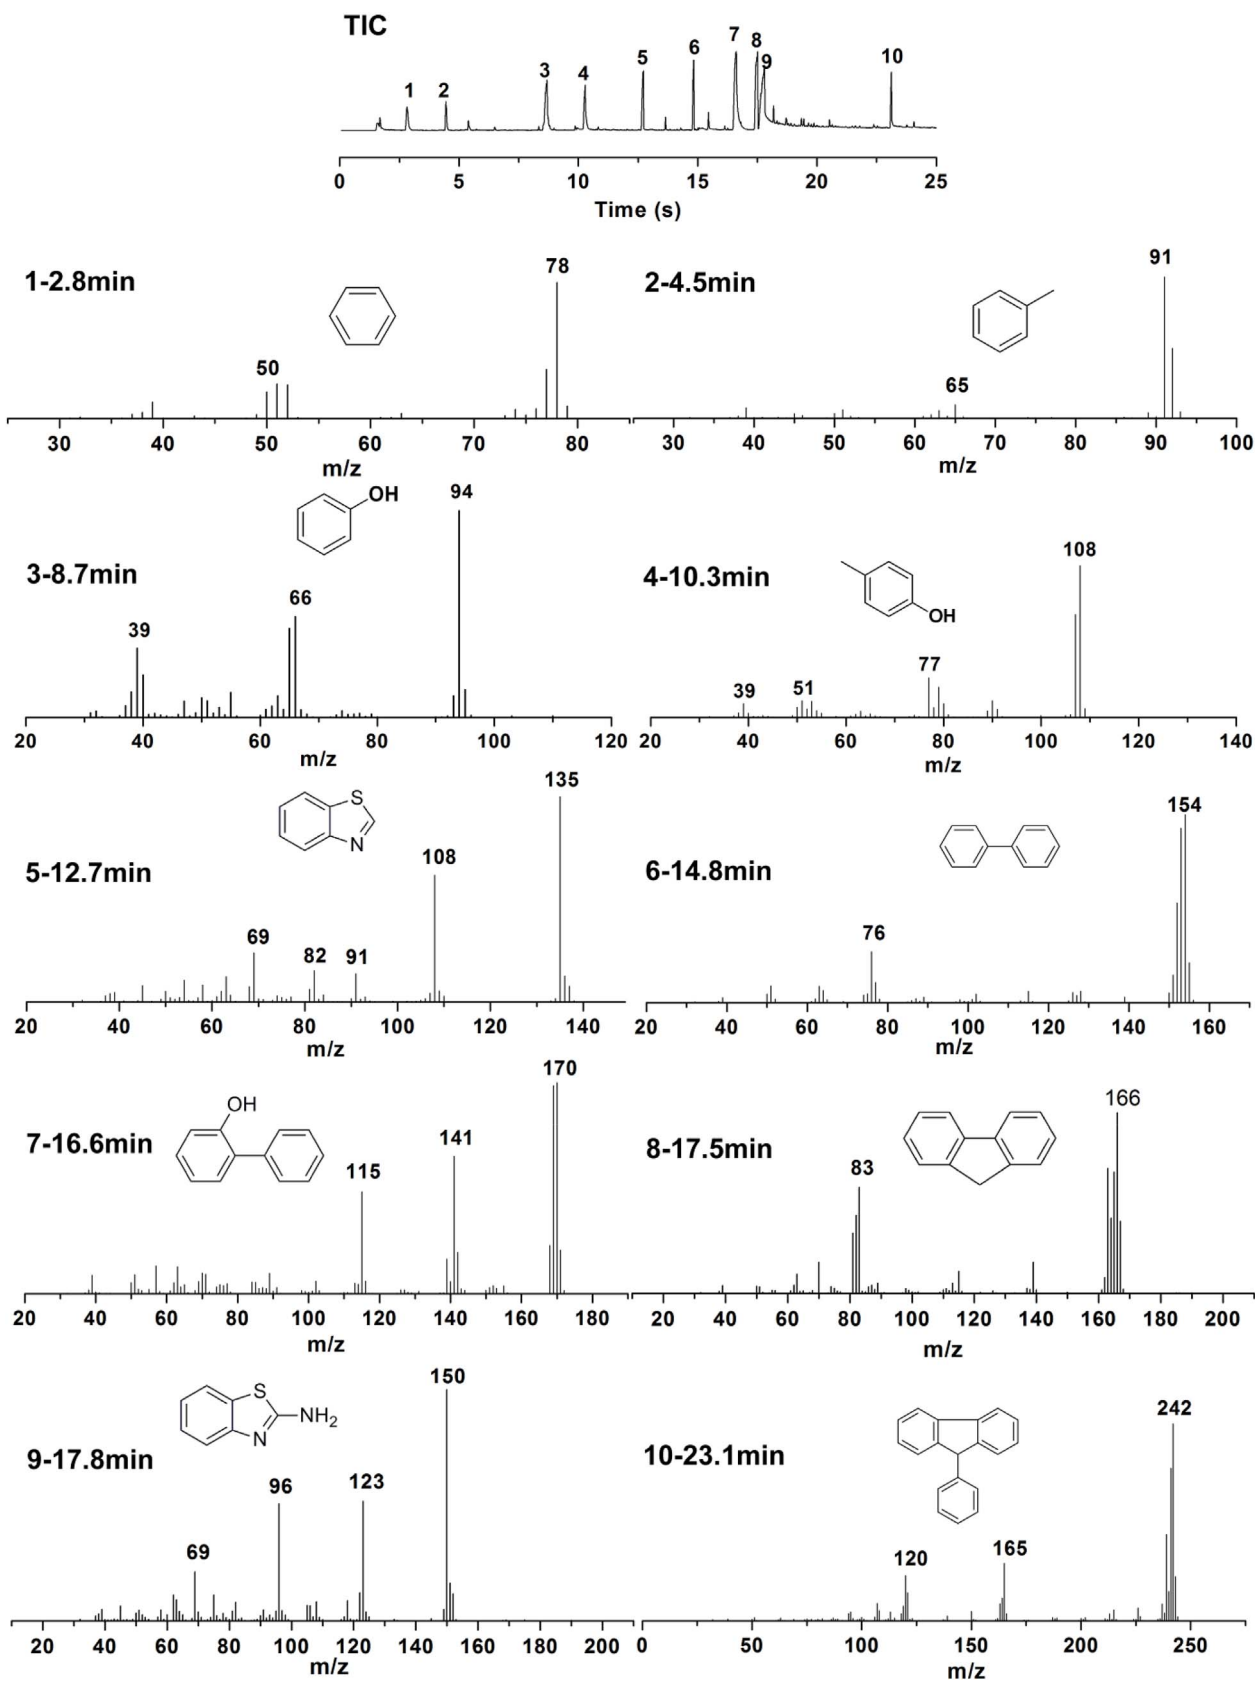 TIC
1 2 3 4 5 6 7 8 9 10
0 5 10 15 20 25
Time (s)
1-2.8min
78
50
30 40 50 60 70 80
m/z
2-4.5min
91
65
30 40 50 60 70 80 90 100
m/z
3-8.7min
OH
94
66
39
20 40 60 80 100 120
m/z
4-10.3min
OH
108
77
51
39
20 40 60 80 100 120 140
m/z
5-12.7min
S
N
135
108
69
82
91
20 40 60 80 100 120 140
m/z
6-14.8min
154
76
20 40 60 80 100 120 140 160
m/z
7-16.6min
OH
170
141
115
20 40 60 80 100 120 140 160 180
m/z
8-17.5min
166
83
20 40 60 80 100 120 140 160 180 200
m/z
9-17.8min
S
NH2
N
150
96
123
69
20 40 60 80 100 120 140 160 180 200
m/z
10-23.1min
242
120
165
0 50 100 150 200 250
m/z